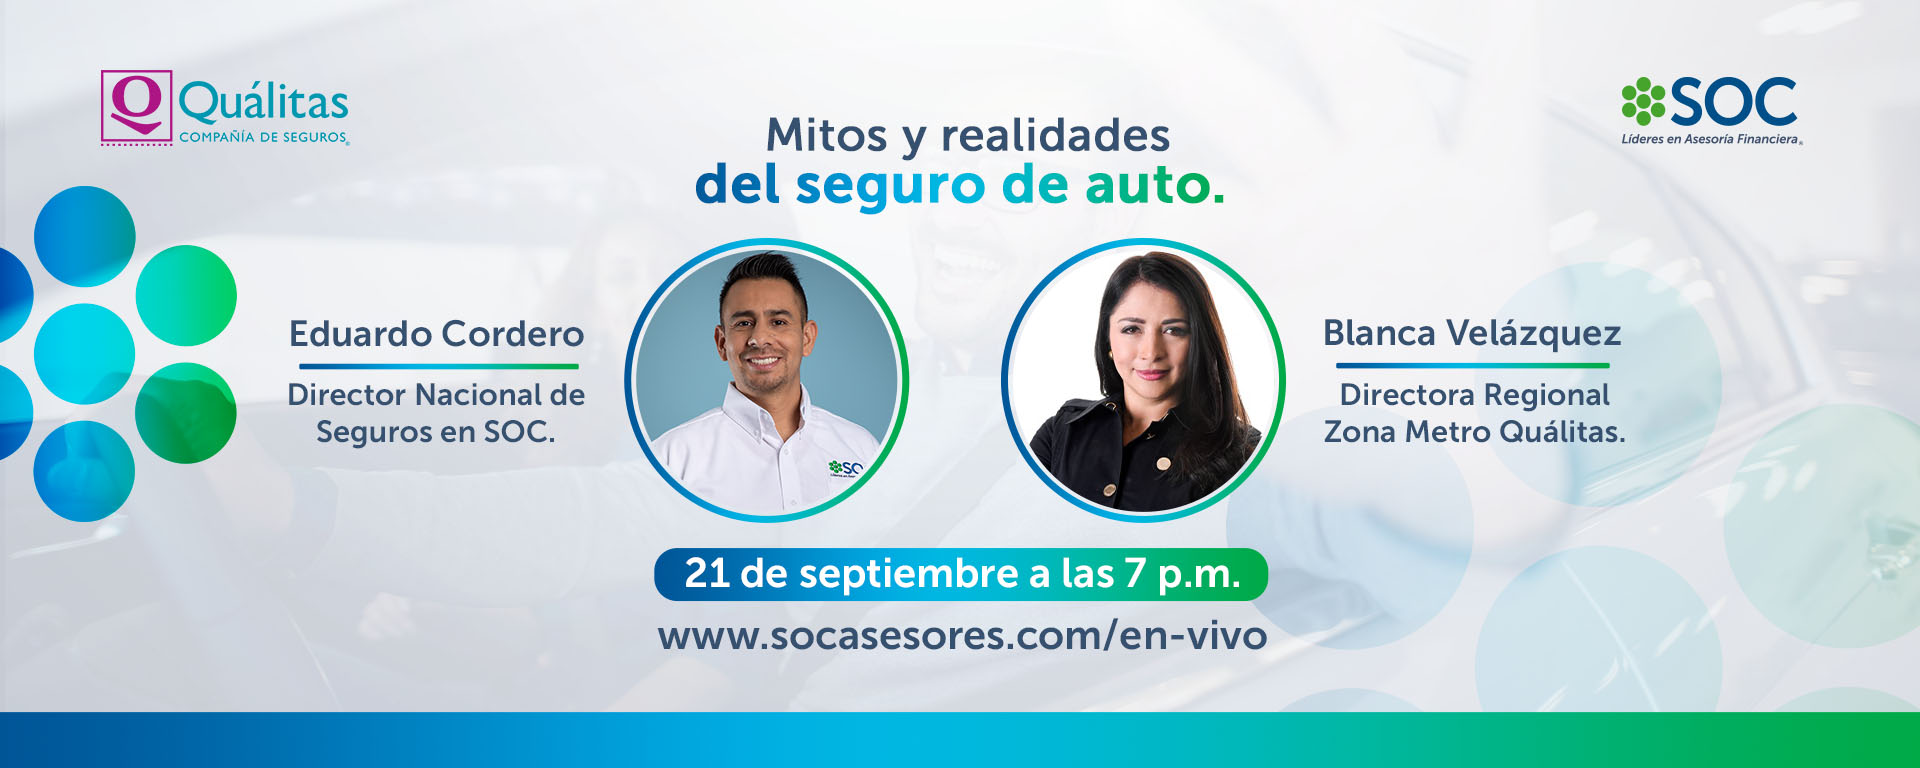 Q Quálitas
COMPAÑÍA DE SEGUROS®
SOC
Líderes en Asesoría Financiera®
Mitos y realidades
del seguro de auto.
Eduardo Cordero
Director Nacional de
Seguros en SOC.
SOC
Blanca Velázquez
Directora Regional
Zona Metro Quálitas.
21 de septiembre a las 7 p.m.
www.socasesores.com/en-vivo